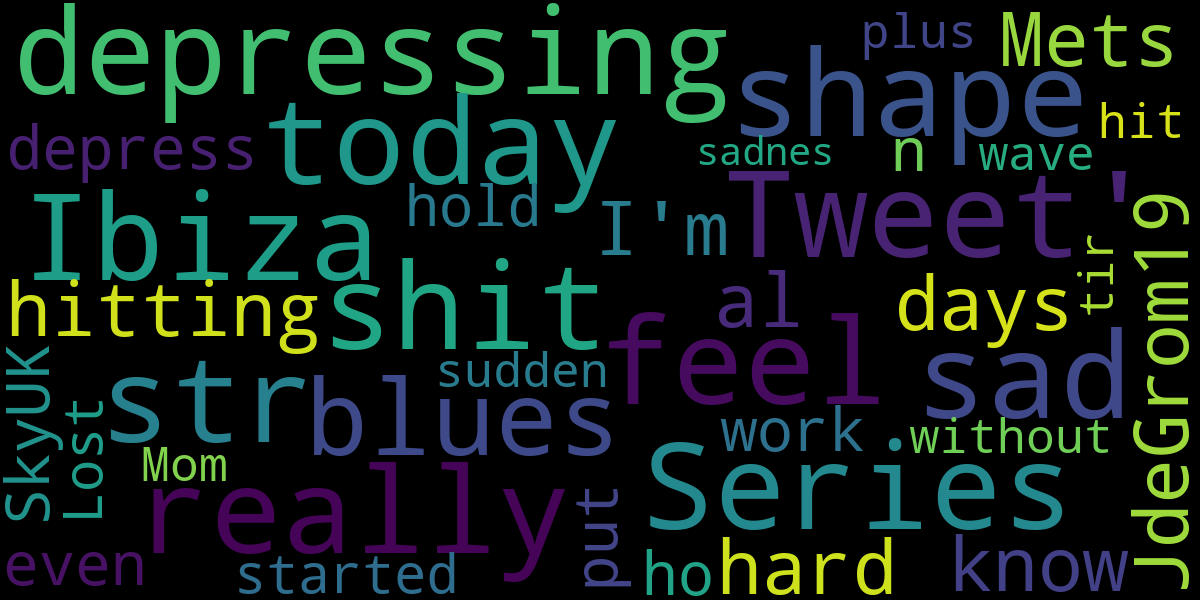 depressing
plus
Mets
shape
hit
depress
today
sadnes
n
wave
Ibiza
hold
I'm
Tweet'
JdeGrom19
hitting
shit
al
days
tir
feel
sad
SkyUK
Lost
str
blues
sudden
work
without
Mom
really
put
Series
even
started
ho
hard
know